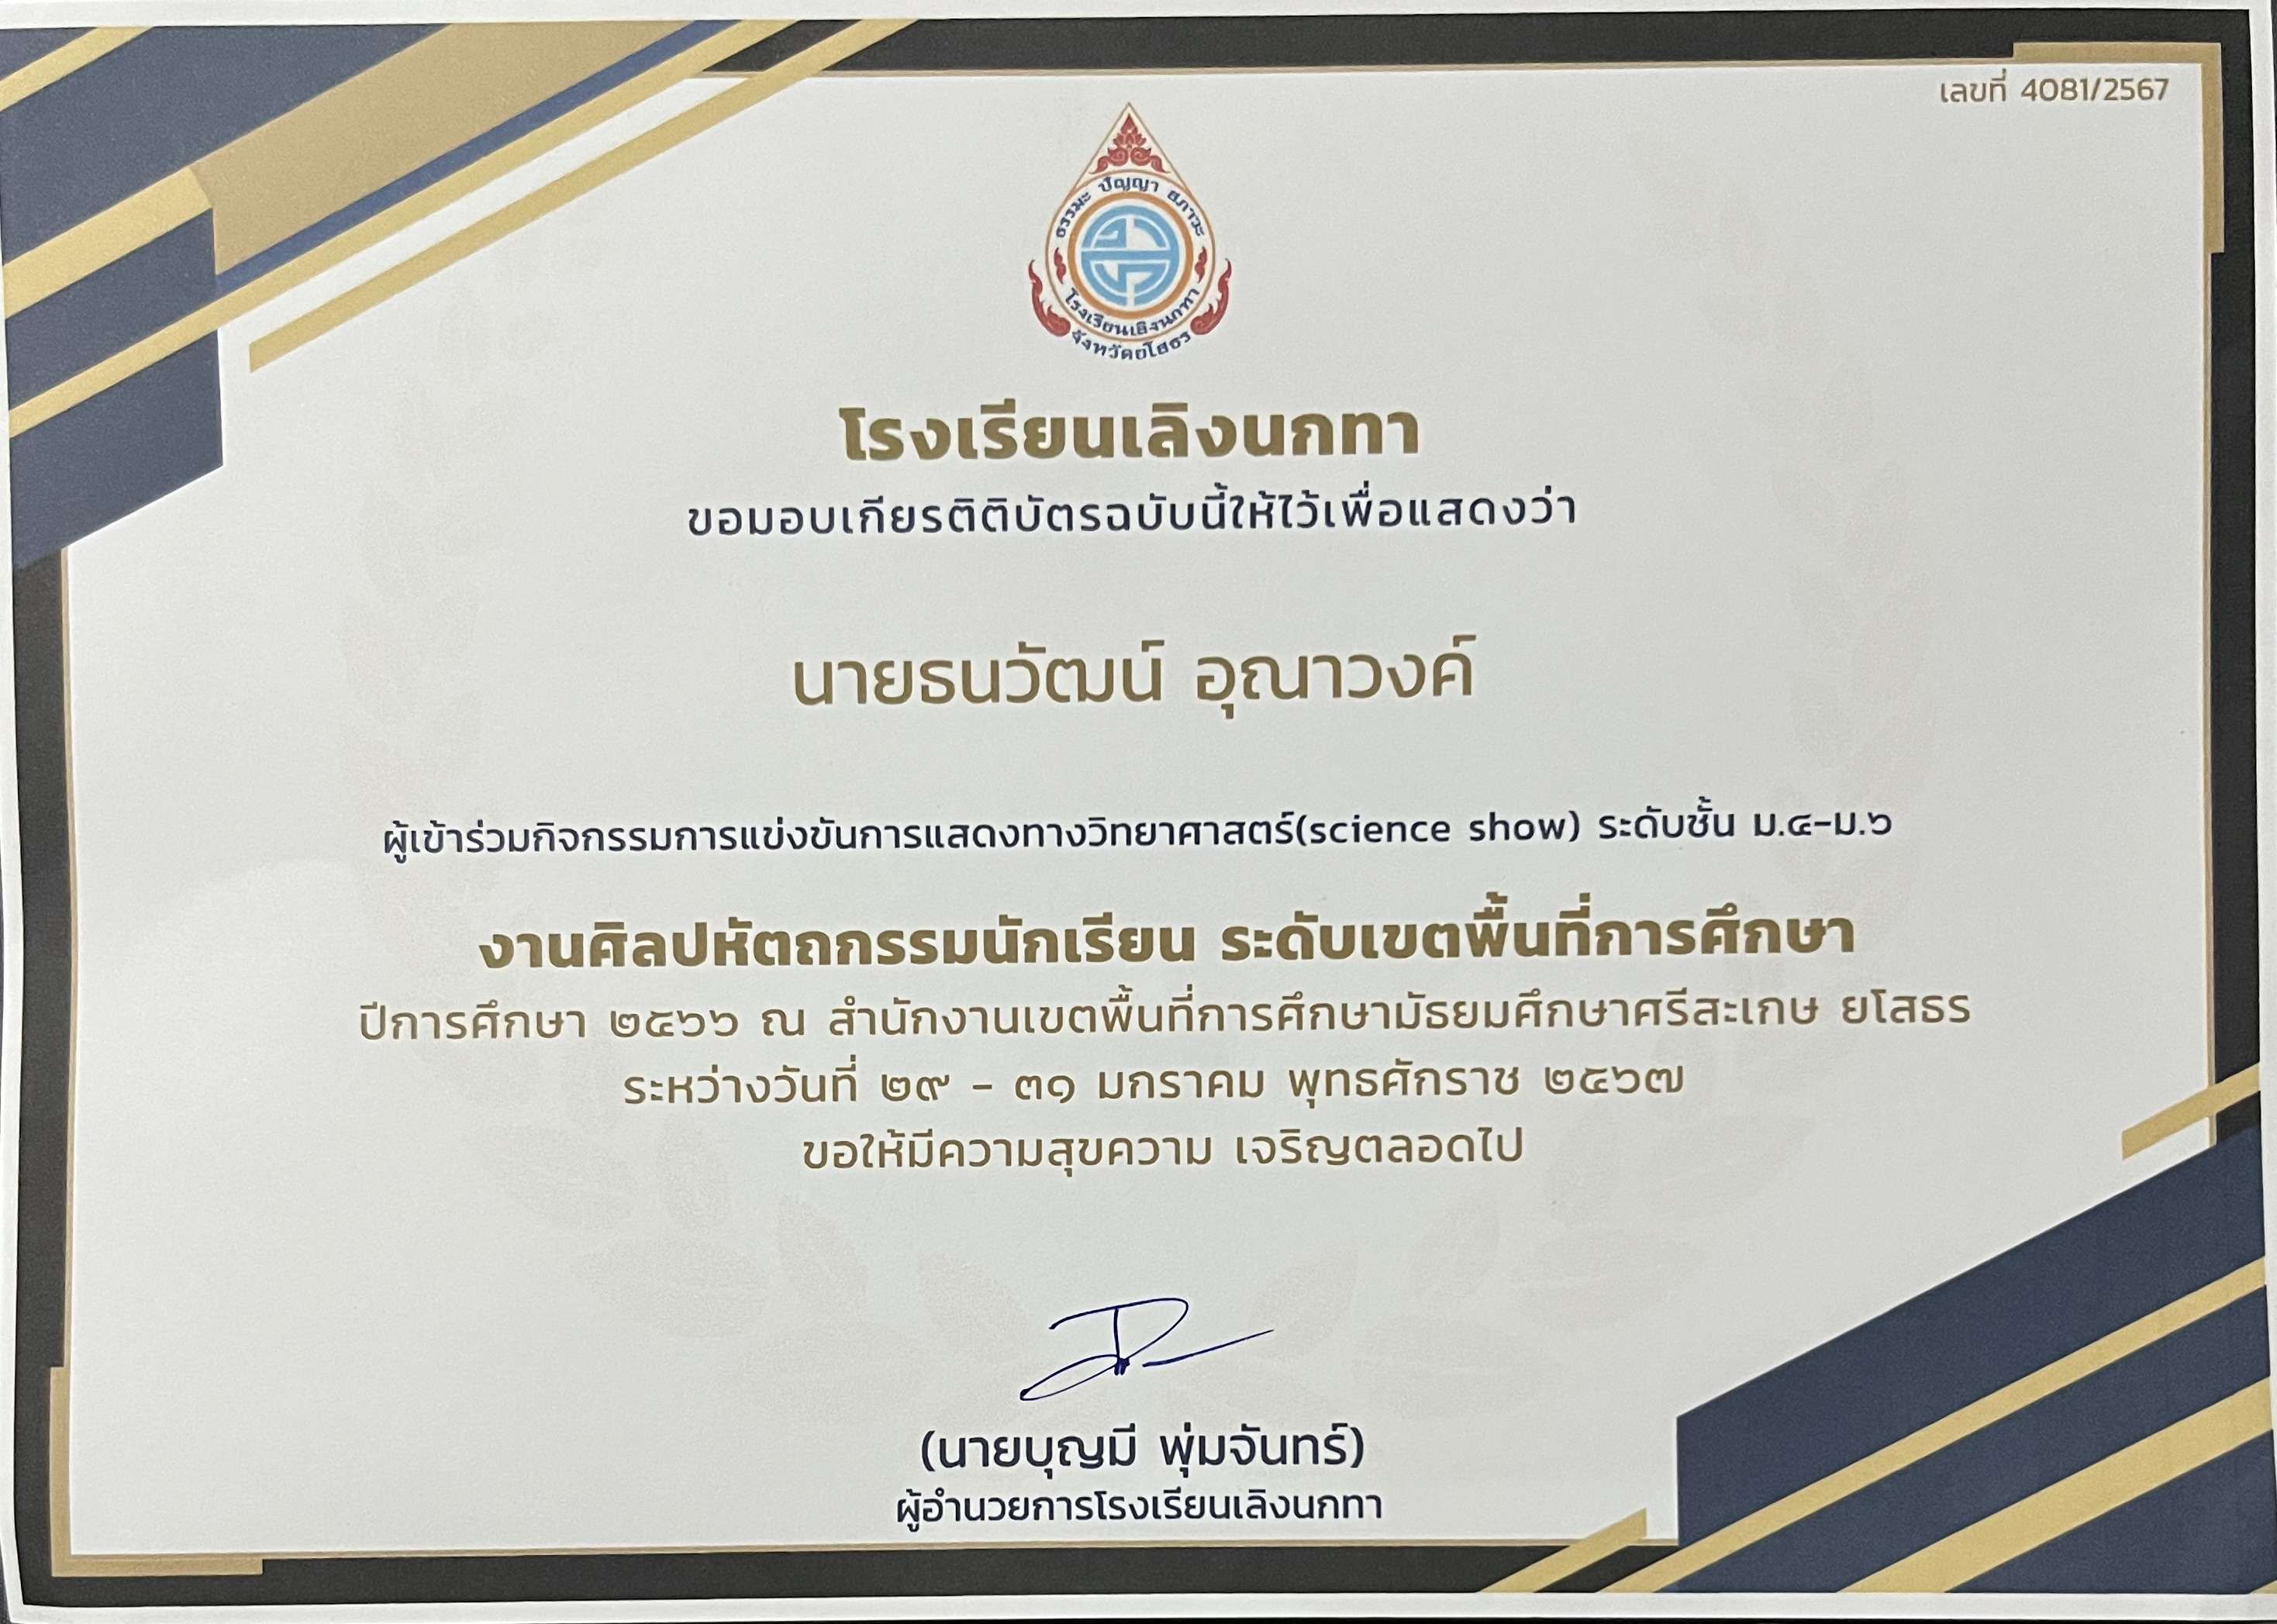 เลขที่ 4081/2567
ธรรมะ ปัญญา สภาวะ
โรงเรียนเลิงนกทา
จังหวัดยโสธร
โรงเรียนเลิงนกทา
ขอมอบเกียรติติบัตรฉบับนี้ให้ไว้เพื่อแสดงว่า
นายธนวัฒน์ อุณาวงค์
ผู้เข้าร่วมกิจกรรมการแข่งขันการแสดงทางวิทยาศาสตร์(science show) ระดับชั้น ม.๔-ม.๖
งานศิลปหัตถกรรมนักเรียน ระดับเขตพื้นที่การศึกษา
ปีการศึกษา ๒๕๖๖ ณ สำนักงานเขตพื้นที่การศึกษามัธยมศึกษาศรีสะเกษ ยโสธร
ระหว่างวันที่ ๒๙ - ๓๑ มกราคม พุทธศักราช ๒๕๖๗
ขอให้มีความสุขความ เจริญตลอดไป
(นายบุญมี พุ่มจันทร์)
ผู้อำนวยการโรงเรียนเลิงนกทา